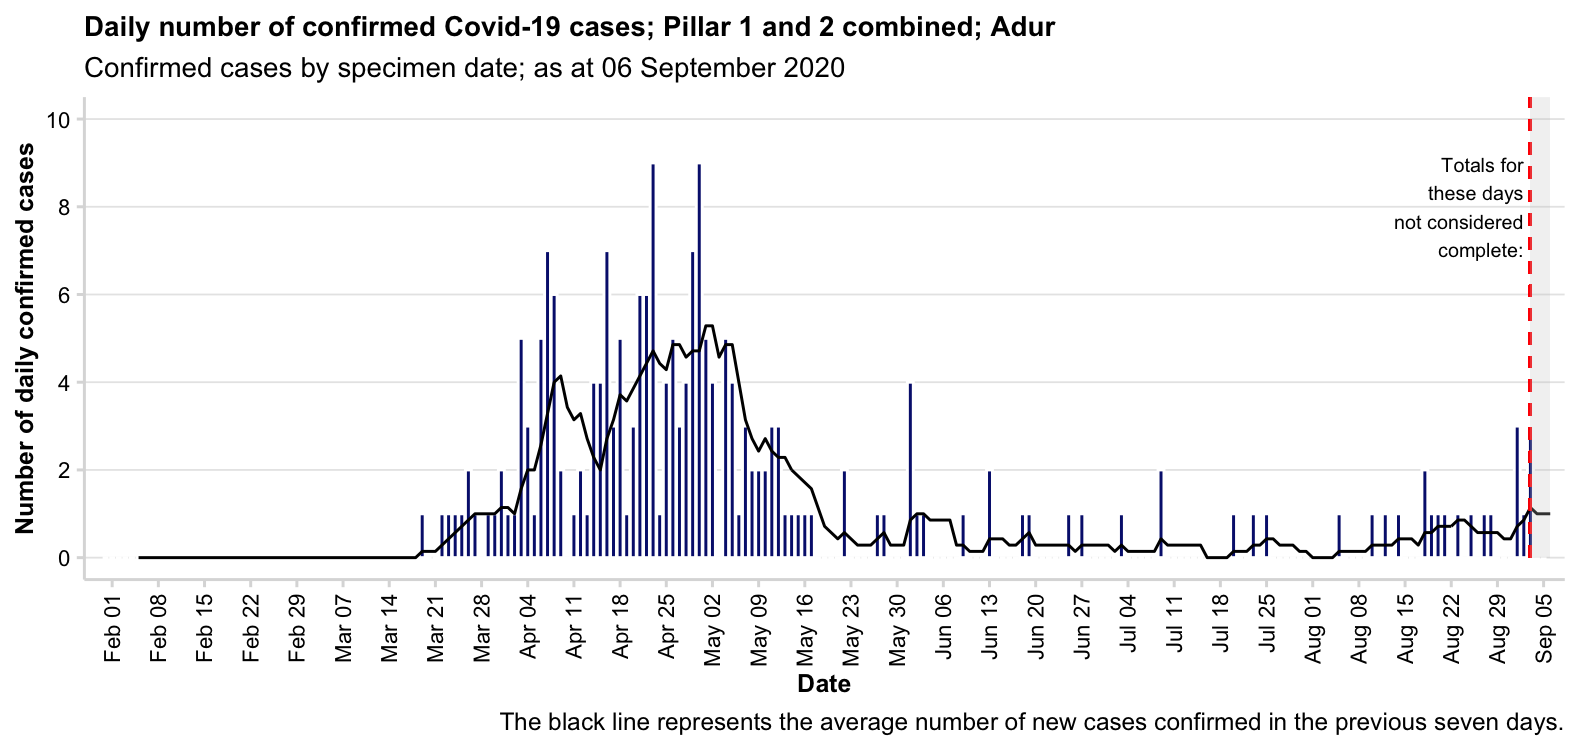 Daily number of confirmed Covid-19 cases; Pillar 1 and 2 combined; Adur
Confirmed cases by specimen date; as at 06 September 2020
Number of daily confirmed cases
10
8
6
4
2
0
Totals for
these days
not considered
complete:
Feb 01
Feb 08
Feb 15
Feb 22
Feb 29
Mar 07
Mar 14
Mar 21
Mar 28
Apr 04
Apr 11
Apr 18
Apr 25
May 02
May 09
May 16
May 23
May 30
Jun 06
Jun 13
Jun 20
Jun 27
Jul 04
Jul 11
Jul 18
Jul 25
Aug 01
Aug 08
Aug 15
Aug 22
Aug 29
Sep 05
Date
The black line represents the average number of new cases confirmed in the previous seven days.